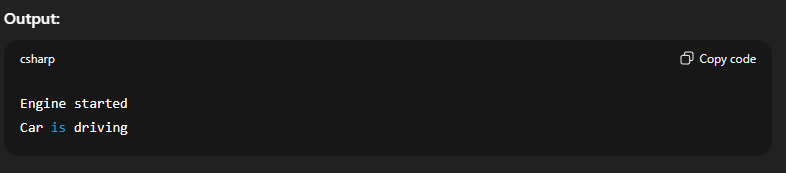 Output:
csharp Copy code
Engine started
Car is driving